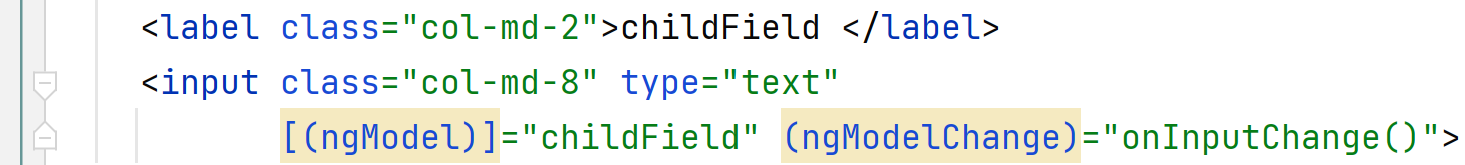 <label class="col-md-2">childField </label>
<input class="col-md-8" type="text"
[(ngModel)]="childField" (ngModelChange)="onInputChange()">